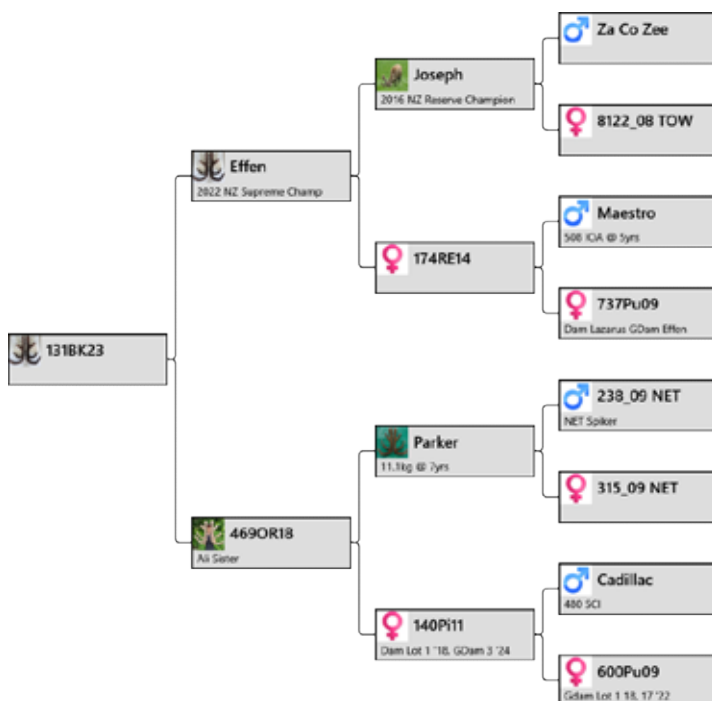 Za Co Zee
Joseph
2016 NZ Reserve Champion
8122_08 TOW
Effen
2022 NZ Supreme Champ
Maestro
508 IOA @ 5yrs
174RE14
737Pu09
Dam Lazarus GDam Effen
131BK23
238_09 NET
NET Spiker
Parker
11.1kg @ 7yrs
315_09 NET
469OR18
Ali Sister
Cadillac
480 SCI
140Pi11
Dam Lot 1 '18, GDam 3 '24
600Pu09
Gdam Lot 1 18, 17 '22